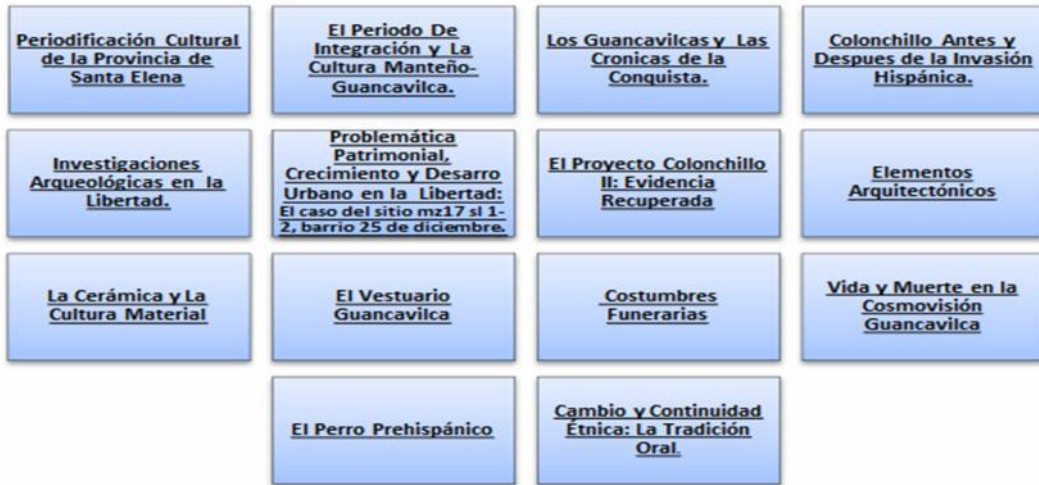 Periodificación Cultural
de la Provincia de
Santa Elena
El Periodo De
Integración y La
Cultura Manteño-
Guancavilca.
Los Guancavilcas y Las
Cronicas de la
Conquista.
Colonchillo Antes y
Despues de la Invasión
Hispánica.
Investigaciones
Arqueológicas en la
Libertad.
Problemática
Patrimonial,
Crecimiento y Desarro
Urbano en la Libertad:
El caso del sitio mz17 sl 1-
2, barrio 25 de diciembre.
El Proyecto Colonchillo
II: Evidencia
Recuperada
Elementos
Arquitectónicos
La Cerámica y La
Cultura Material
El Vestuario
Guancavilca
Costumbres
Funerarias
Vida y Muerte en la
Cosmovisión
Guancavilca
El Perro Prehispánico
Cambio y Continuidad
Étnica: La Tradición
Oral.